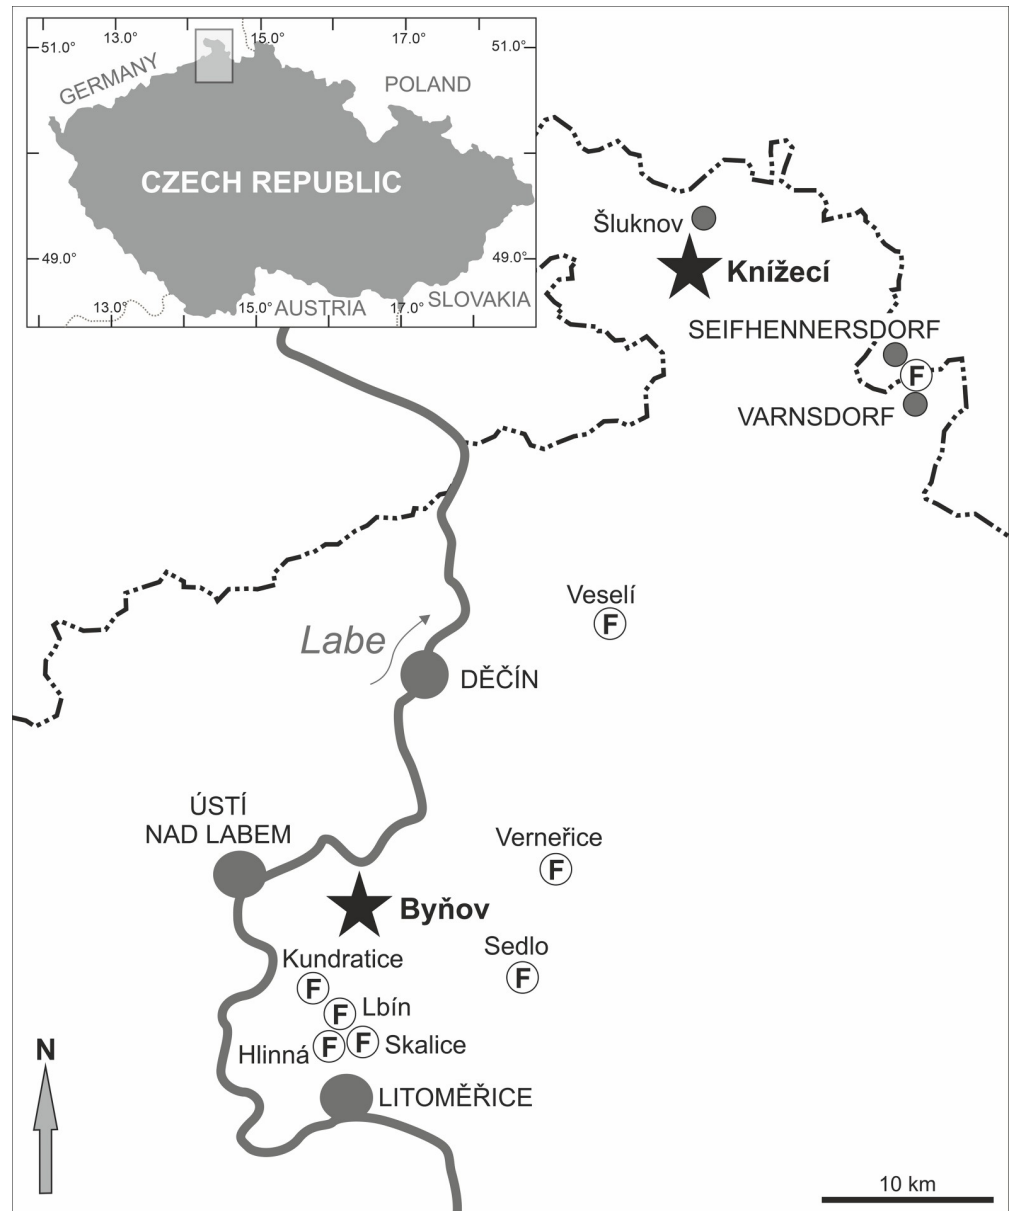 13.0° 15.0° 17.0°
51.0° 51.0°
GERMANY
POLAND
CZECH REPUBLIC
49.0° 49.0°
AUSTRIA
SLOVAKIA
13.0° 15.0° 17.0°
Šluknov
Knížecí
SEIFHENNERSDORF
F
VARNSDORF
Veselí
F
Labe
DĚČÍN
ÚSTÍ
NAD LABEM
Verneřice
F
Byňov
Sedlo
F
Kundratice
F
Lbín
F
Hlinná
F
F
Skalice
LITOMĚŘICE
N
10 km